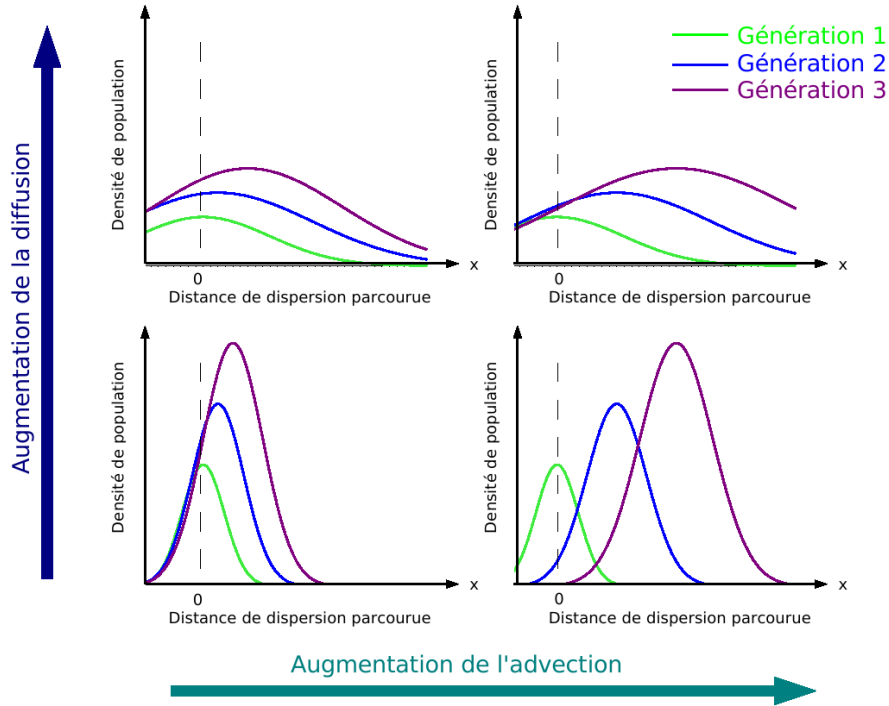 Génération 1
Génération 2
Génération 3
Augmentation de la diffusion
Densité de population
0
x
Distance de dispersion parcourue
Densité de population
0
x
Distance de dispersion parcourue
Densité de population
0
x
Distance de dispersion parcourue
Densité de population
0
x
Distance de dispersion parcourue
Augmentation de l'advection